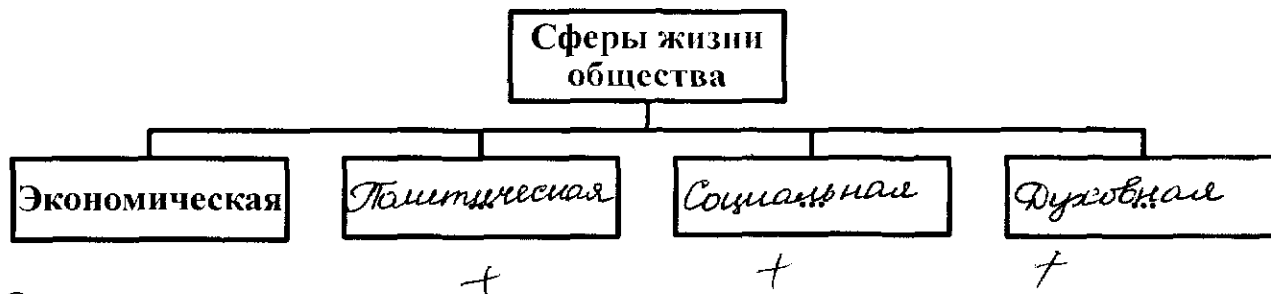 Сферы жизни
общества
Экономическая
Политическая
Социальная
Духовная
+ + +